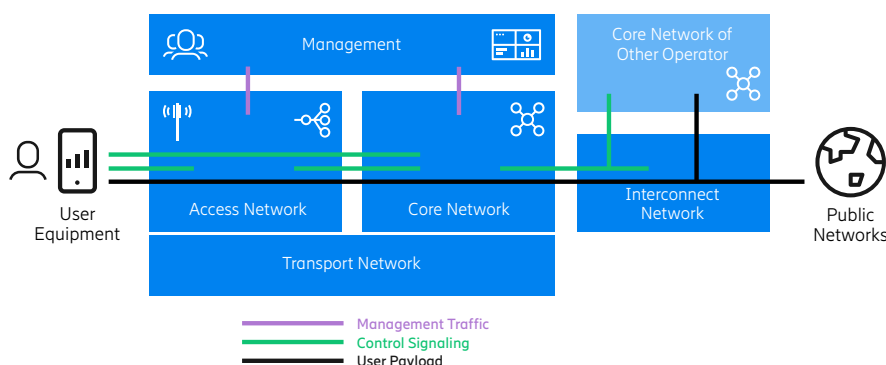 Management
Core Network of
Other Operator
User
Equipment
Access Network
Core Network
Interconnect
Network
Public
Networks
Transport Network
Management Traffic
Control Signaling
User Payload